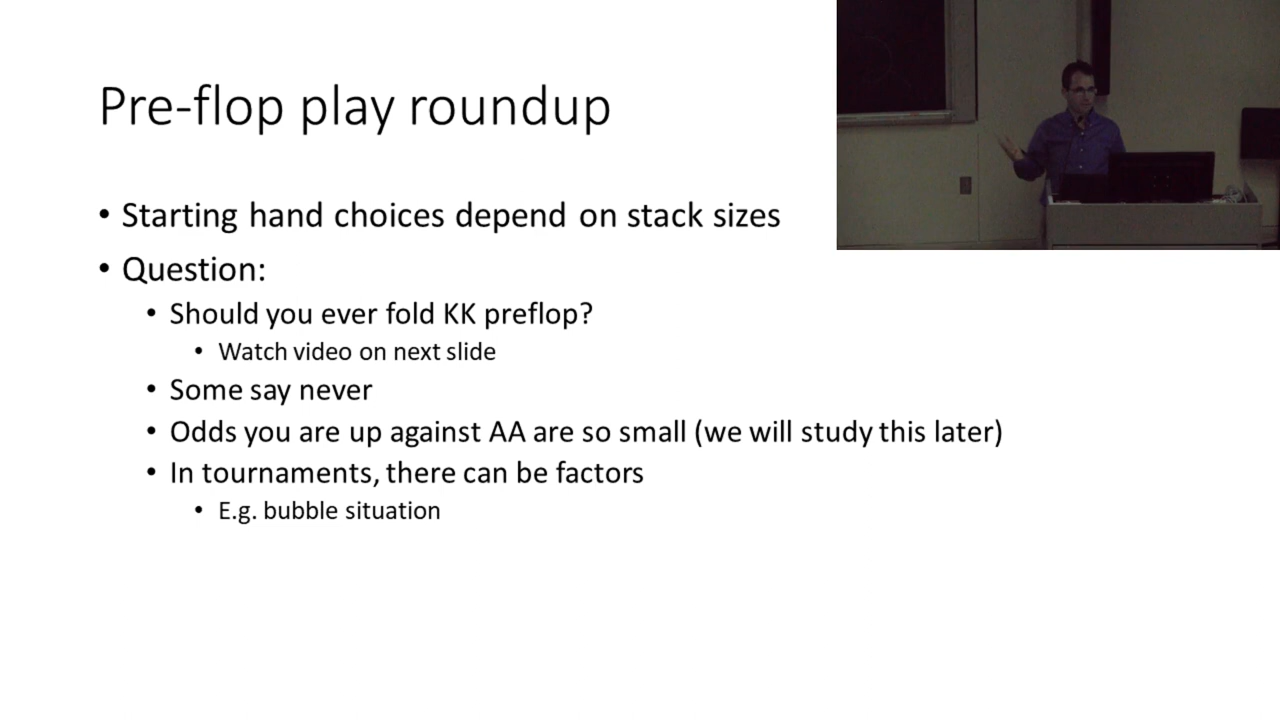 Pre-flop play roundup
• Starting hand choices depend on stack sizes
• Question:
• Should you ever fold KK preflop?
• Watch video on next slide
• Some say never
• Odds you are up against AA are so small (we will study this later)
• In tournaments, there can be factors
• E.g. bubble situation